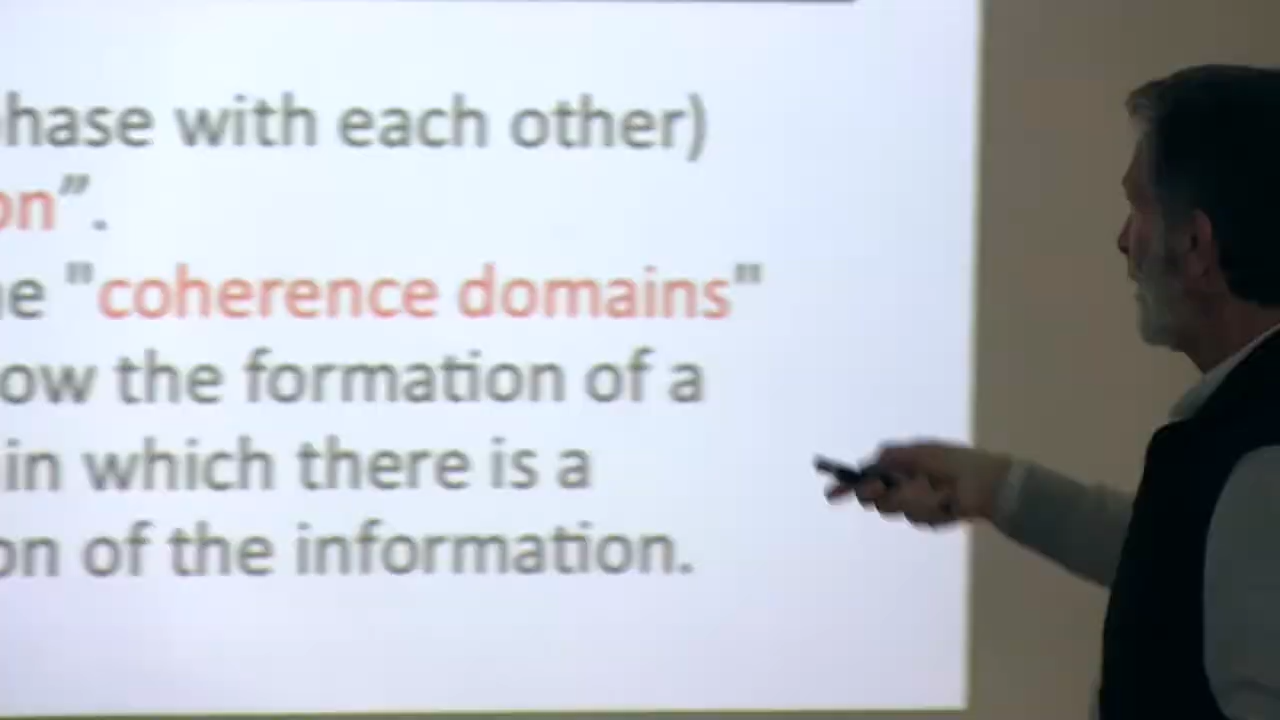 hase with each other)
on”.
e "coherence domains"
ow the formation of a
in which there is a
on of the information.